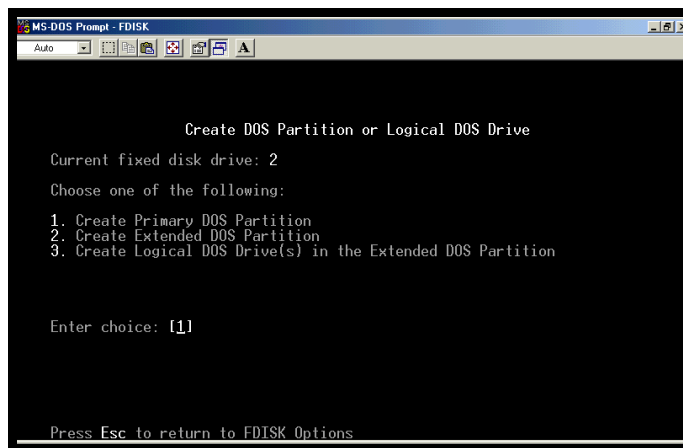 MS-DOS Prompt - FDISK
Auto
A
Create DOS Partition or Logical DOS Drive
Current fixed disk drive: 2
Choose one of the following:
1. Create Primary DOS Partition
2. Create Extended DOS Partition
3. Create Logical DOS Drive(s) in the Extended DOS Partition
Enter choice: [1]
Press Esc to return to FDISK Options